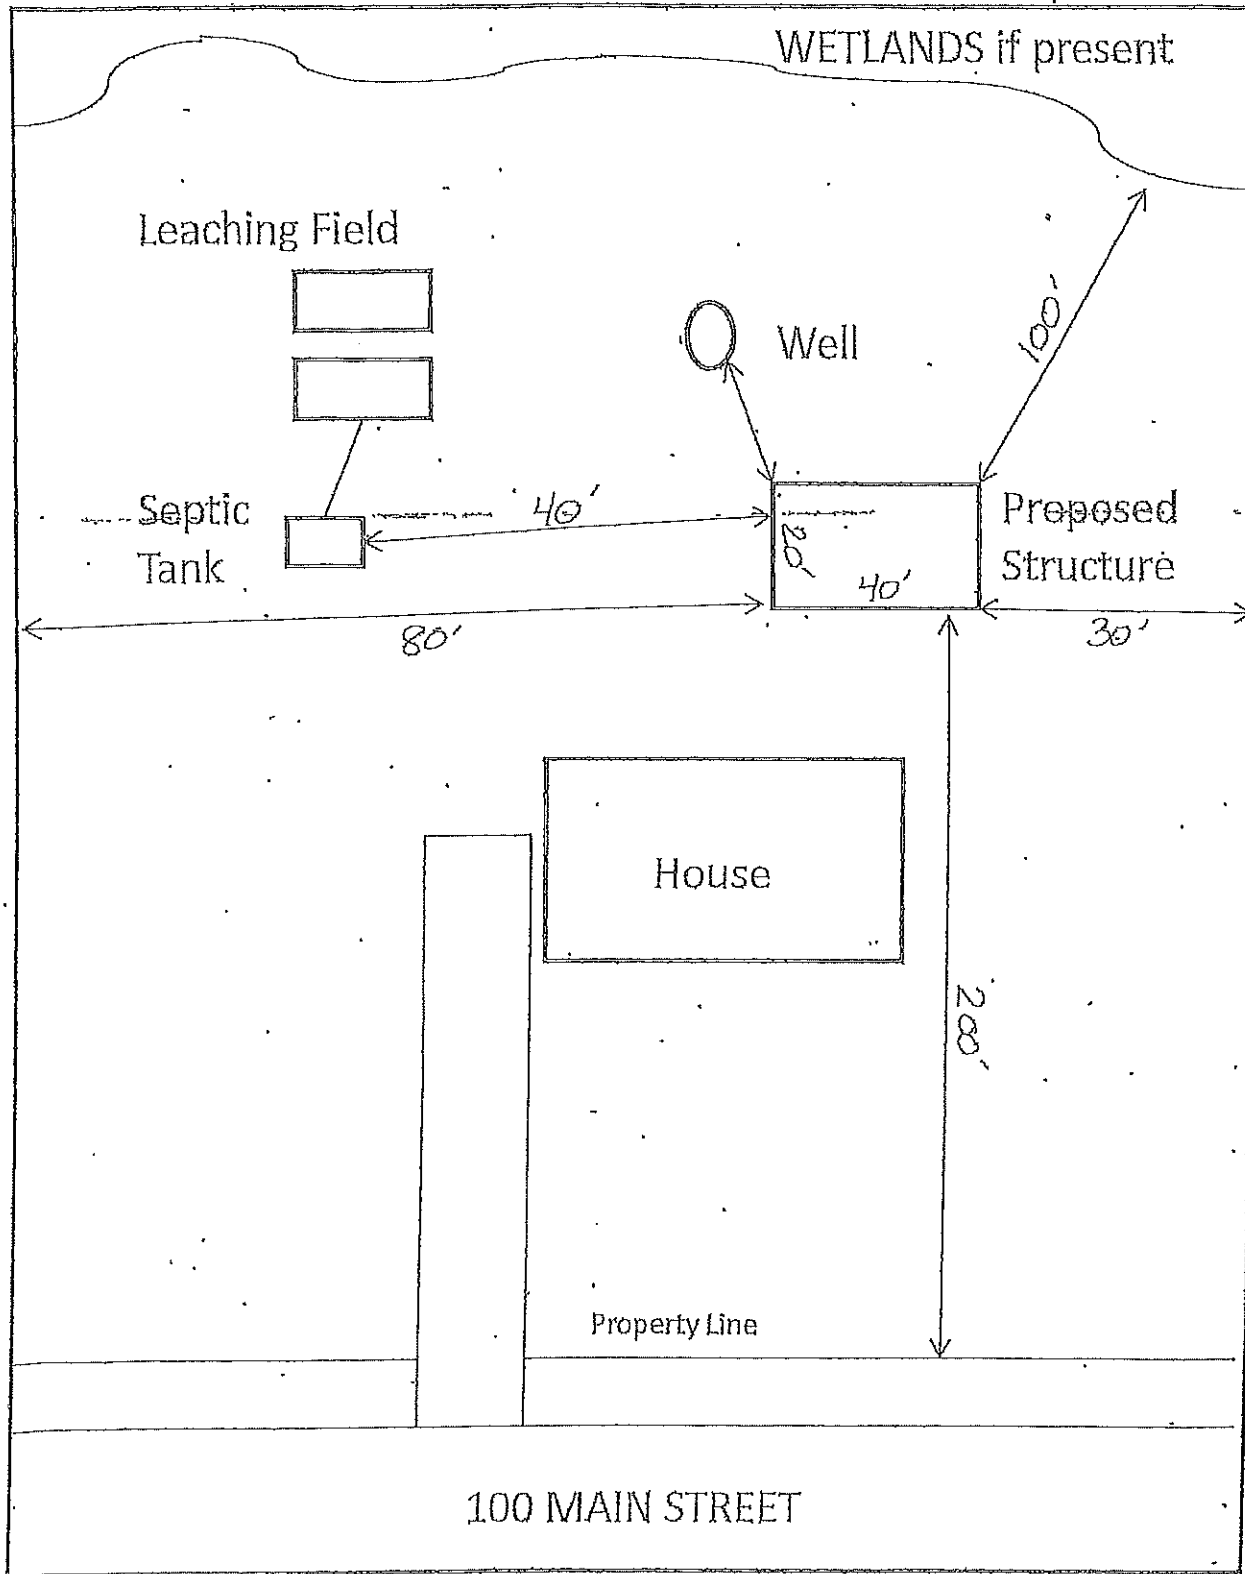 WETLANDS if present
Leaching Field
100'
Well
Septic
Tank
40'
20'
40'
Proposed
Structure
80'
30'
House
200'
Property Line
100 MAIN STREET